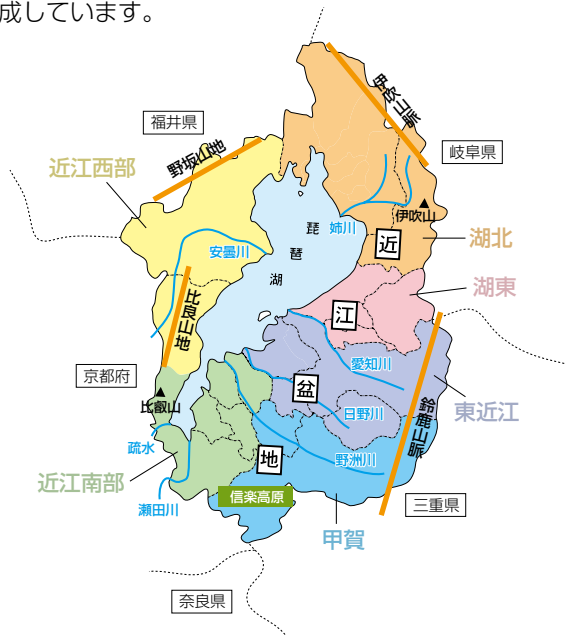 成しています。
福井県
伊吹山脈
岐阜県
野坂山地
近江西部
伊吹山
琵琶湖
姉川
近
湖北
安曇川
湖東
比良山地
江
愛知川
京都府
比叡山
盆
日野川
東近江
鈴鹿山脈
疏水
地
野洲川
近江南部
信楽高原
瀬田川
三重県
甲賀
奈良県